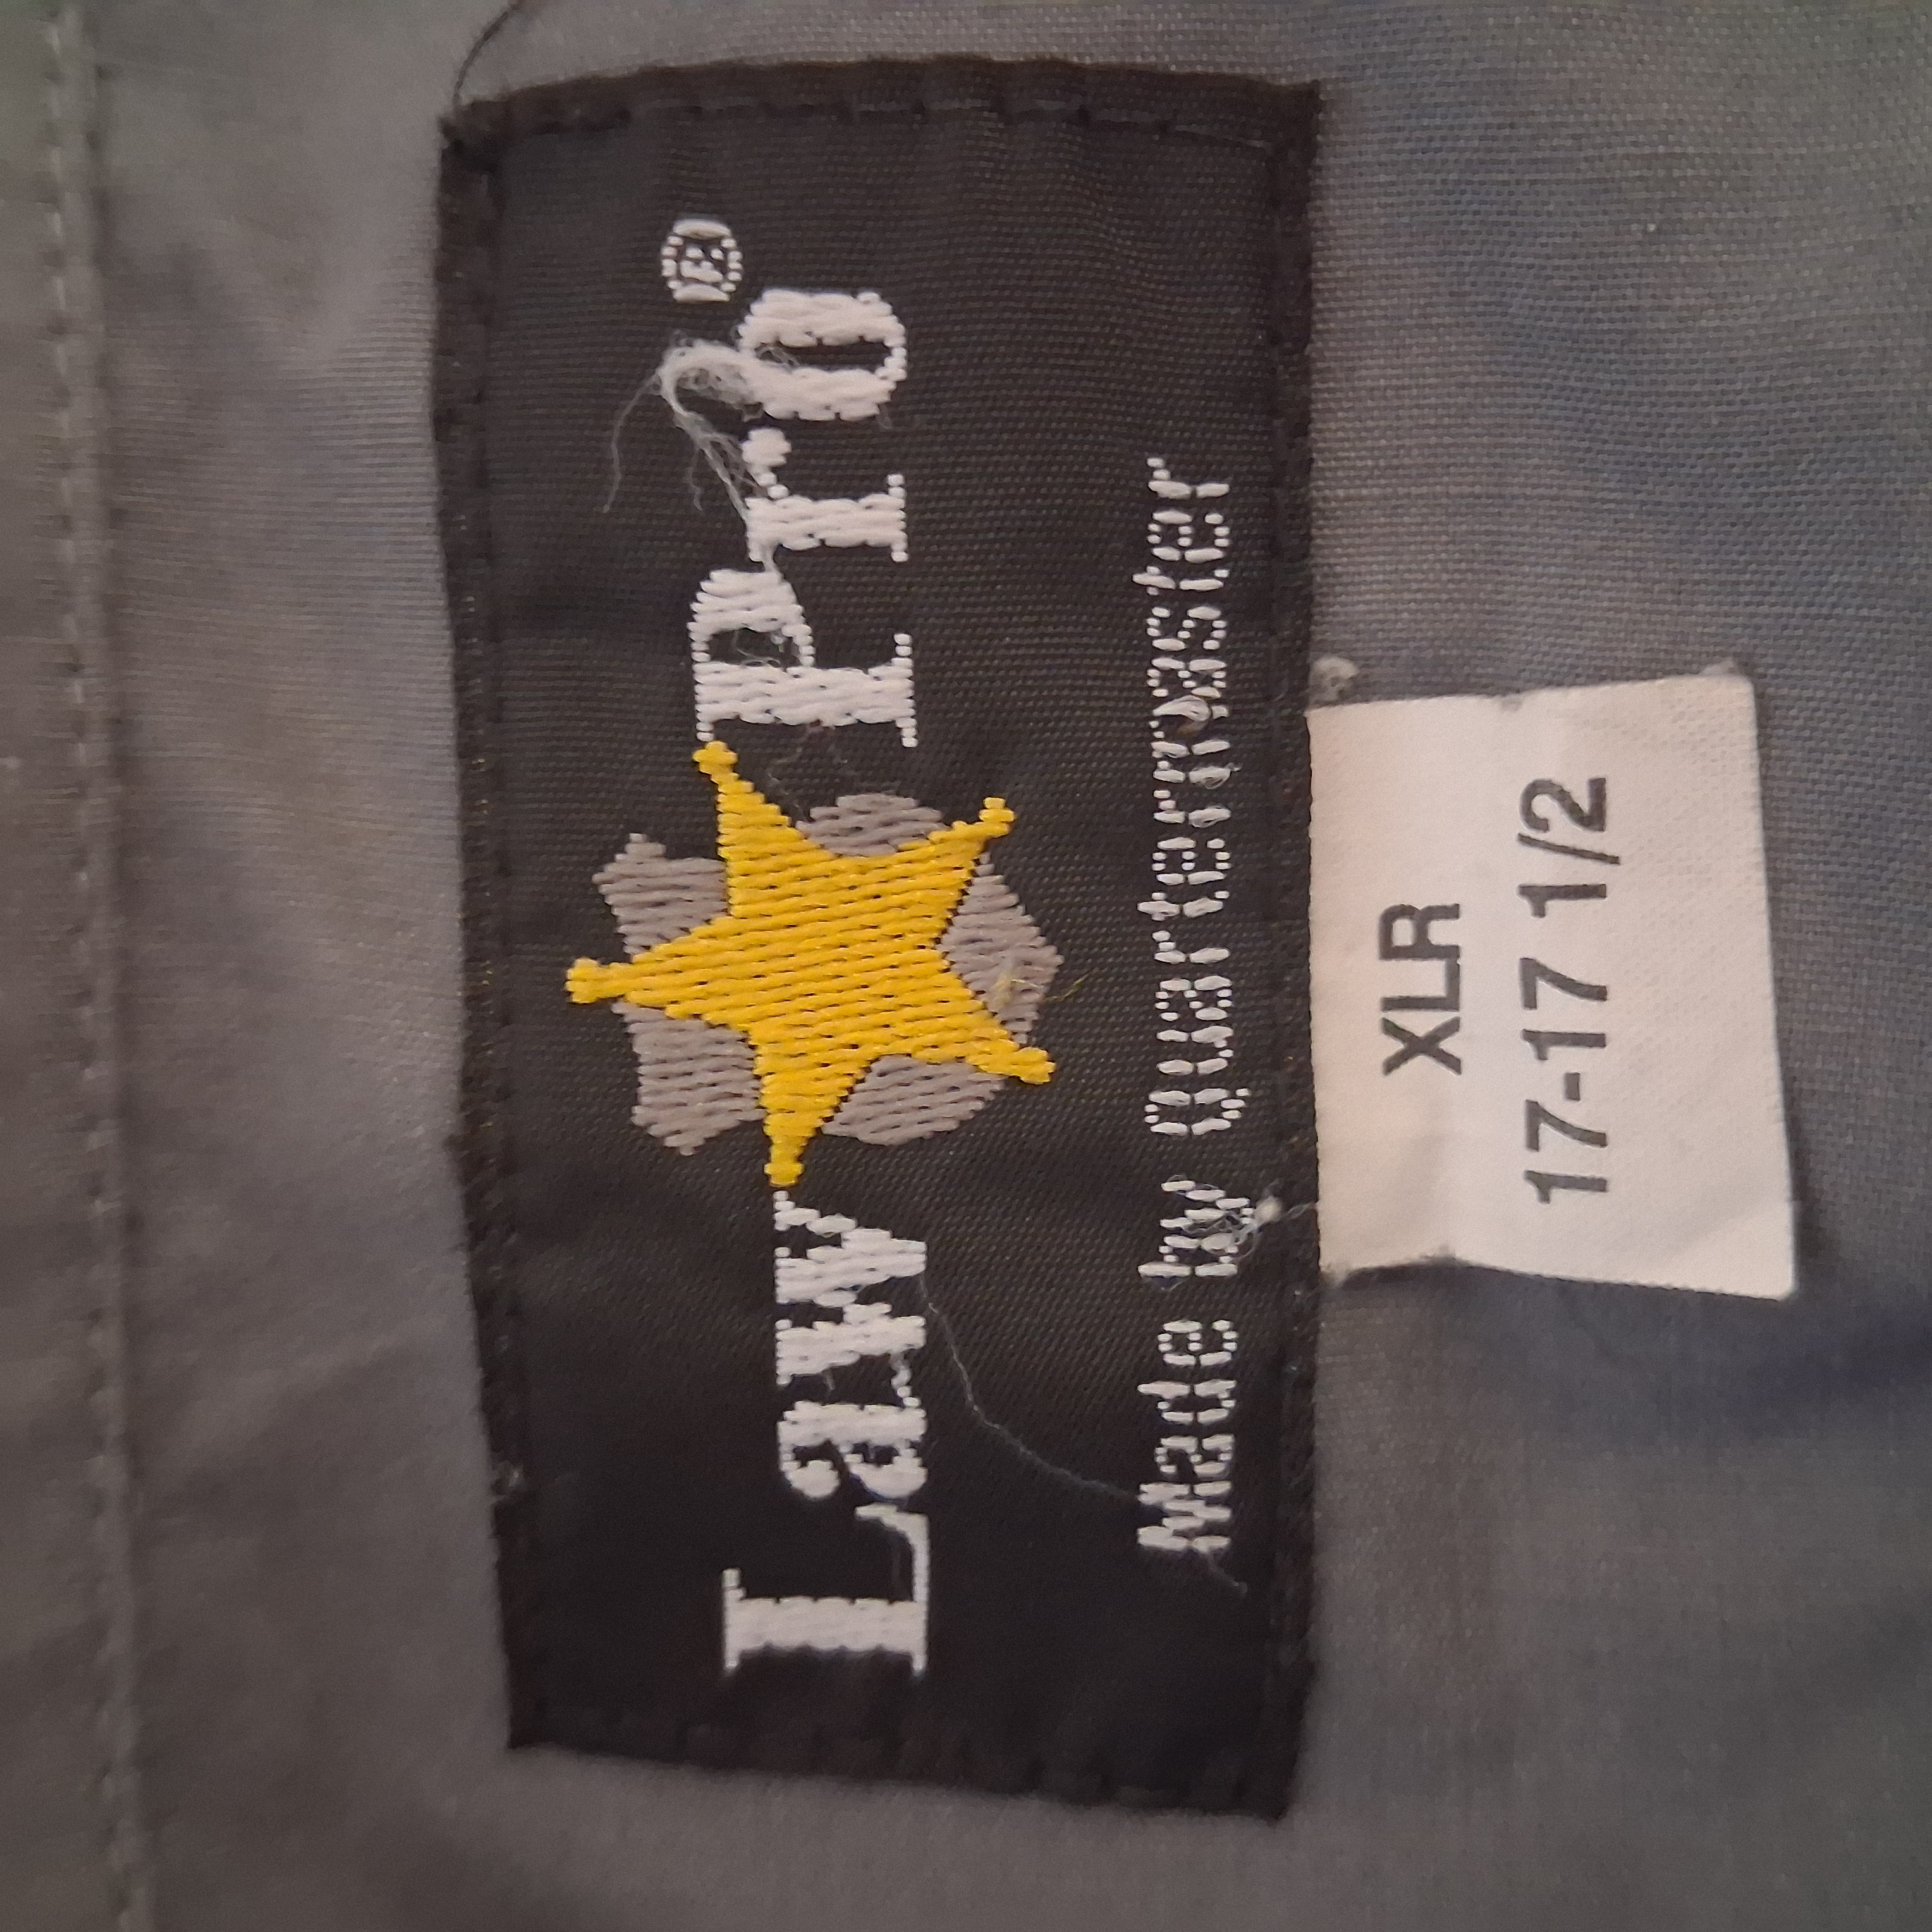 Law Pro®
Made by Quartermaster
XLR
17-17 1/2